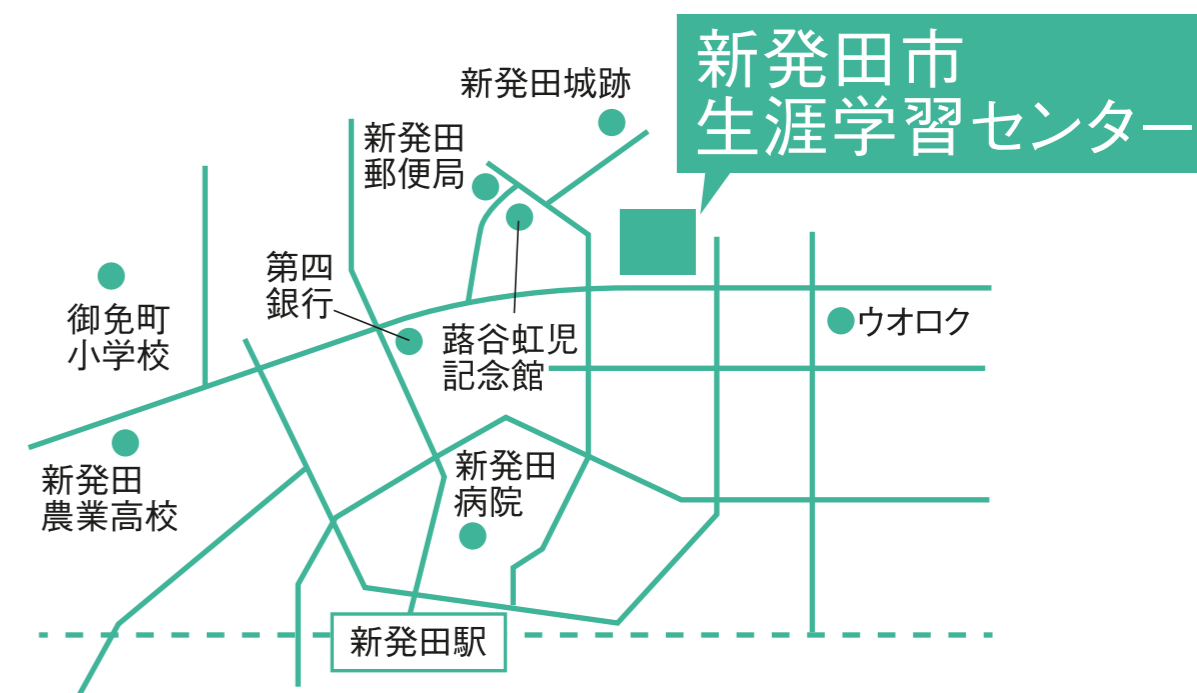 新発田市
生涯学習センター
新発田城跡
新発田
郵便局
第四
銀行
御免町
小学校
蕗谷虹児
記念館
ウオロク
新発田
農業高校
新発田
病院
新発田駅